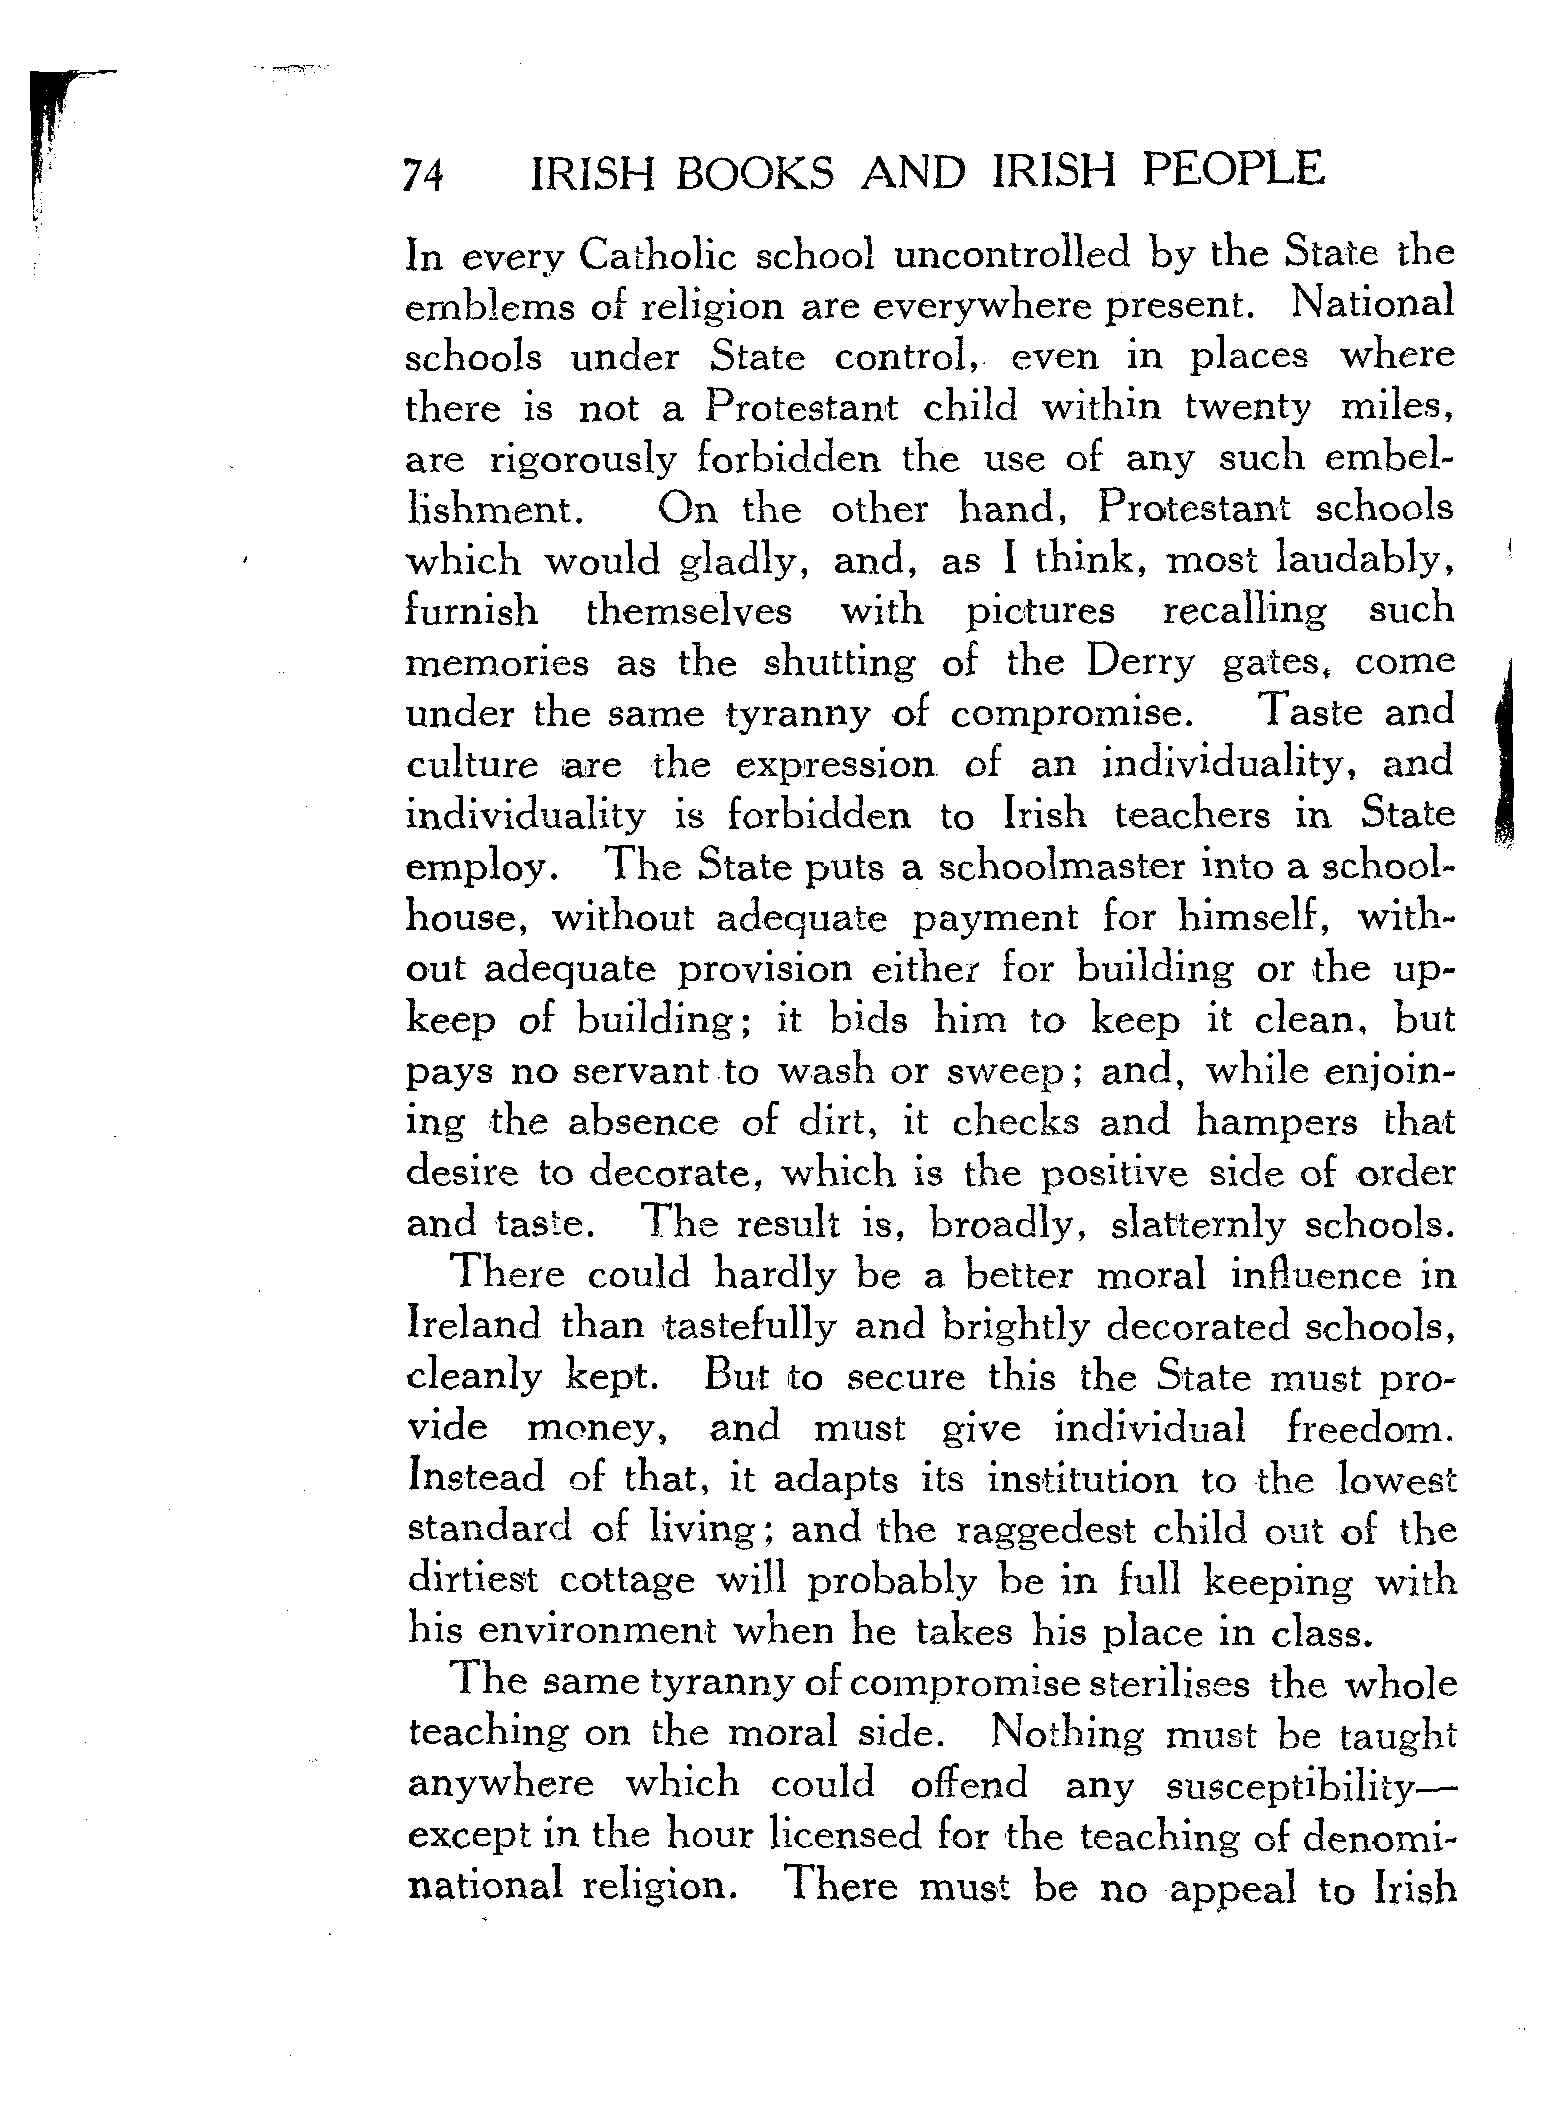 74 IRISH BOOKS AND IRISH PEOPLE
In every Catholic school uncontrolled by the State the
emblems of religion are everywhere present. National
schools under State control, even in places where
there is not a Protestant child within twenty miles,
are rigorously forbidden the use of any such embel-
lishment. On the other hand, Protestant schools
which would gladly, and, as I think, most laudably,
furnish themselves with pictures recalling such
memories as the shutting of the Derry gates, come
under the same tyranny of compromise. Taste and
culture are the expression of an individuality, and
individuality is forbidden to Irish teachers in State
employ. The State puts a schoolmaster into a school-
house, without adequate payment for himself, with-
out adequate provision either for building or the up-
keep of building; it bids him to keep it clean, but
pays no servant to wash or sweep; and, while enjoin-
ing the absence of dirt, it checks and hampers that
desire to decorate, which is the positive side of order
and taste. The result is, broadly, slatternly schools.
There could hardly be a better moral influence in
Ireland than tastefully and brightly decorated schools,
cleanly kept. But to secure this the State must pro-
vide money, and must give individual freedom.
Instead of that, it adapts its institution to the lowest
standard of living; and the raggedest child out of the
dirtiest cottage will probably be in full keeping with
his environment when he takes his place in class.
The same tyranny of compromise sterilises the whole
teaching on the moral side. Nothing must be taught
anywhere which could offend any susceptibility—
except in the hour licensed for the teaching of denomi-
national religion. There must be no appeal to Irish